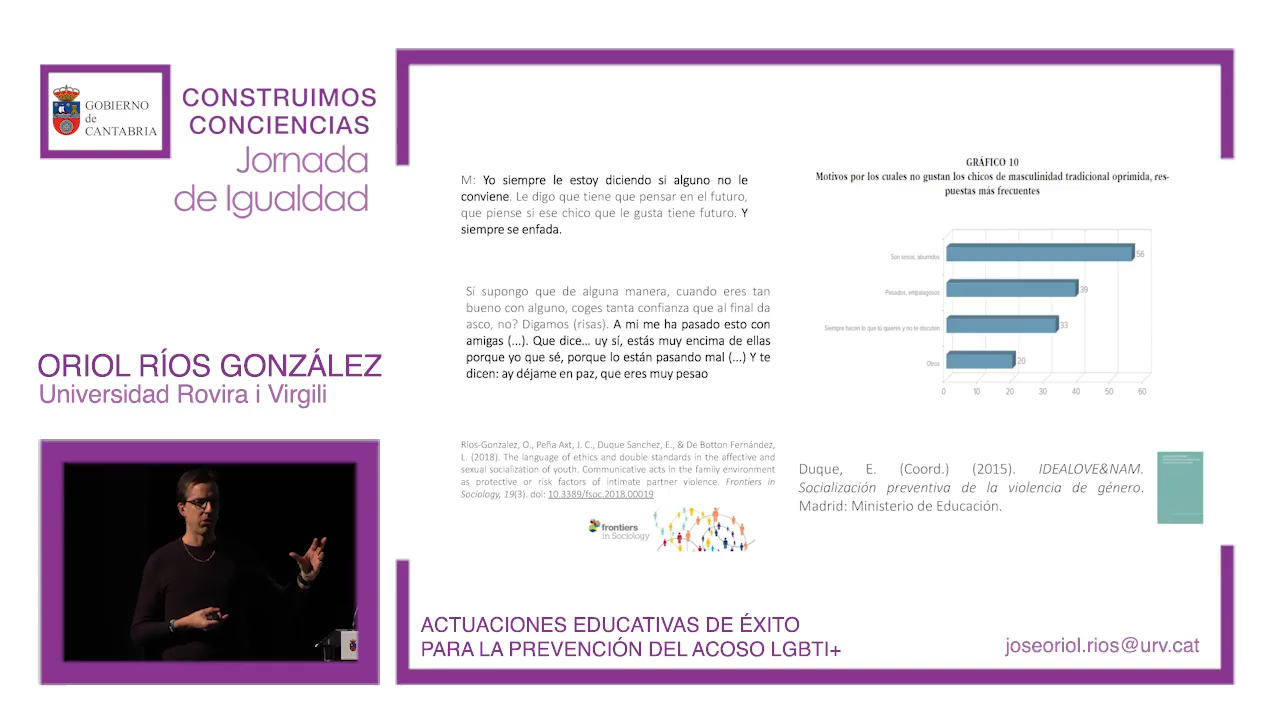 GOBIERNO
de
CANTABRIA
CONSTRUIMOS
CONCIENCIAS
Jornada
de Igualdad
ORIOL RÍOS GONZÁLEZ
Universidad Rovira i Virgili
M: Yo siempre le estoy diciendo si alguno no le
conviene. Le digo que tiene que pensar en el futuro,
que piense si ese chico que le gusta tiene futuro. Y
siempre se enfada.
Sí supongo que de alguna manera, cuando eres tan
bueno con alguno, coges tanta confianza que al final da
asco, no? Digamos (risas). A mi me ha pasado esto con
amigas (...). Que dice... uy sí, estás muy encima de ellas
porque yo que sé, porque lo están pasando mal (...) Y te
dicen: ay déjame en paz, que eres muy pesao
Ríos-Gonzalez, O., Peña Axt, J. C., Duque Sanchez, E., & De Botton Fernández,
L. (2018). The language of ethics and double standards in the affective and
sexual socialization of youth. Communicative acts in the family environment
as protective or risk factors of intimate partner violence. Frontiers in
Sociology, 19(3). doi: 10.3389/fsoc.2018.00019
frontiers
in Sociology
GRÁFICO 10
Motivos por los cuales no gustan los chicos de masculinidad tradicional oprimida, res-
puestas más frecuentes
Son sosos, aburridos
56
Pesados, empalagosos
39
Siempre hacen lo que tú quieres y no te discuten
33
Otros
20
0 10 20 30 40 50 60
Duque, E. (Coord.) (2015). IDEALOVE&NAM.
Socialización preventiva de la violencia de género.
Madrid: Ministerio de Educación.
ACTUACIONES EDUCATIVAS DE ÉXITO
PARA LA PREVENCIÓN DEL ACOSO LGBTI+
joseoriol.rios@urv.cat